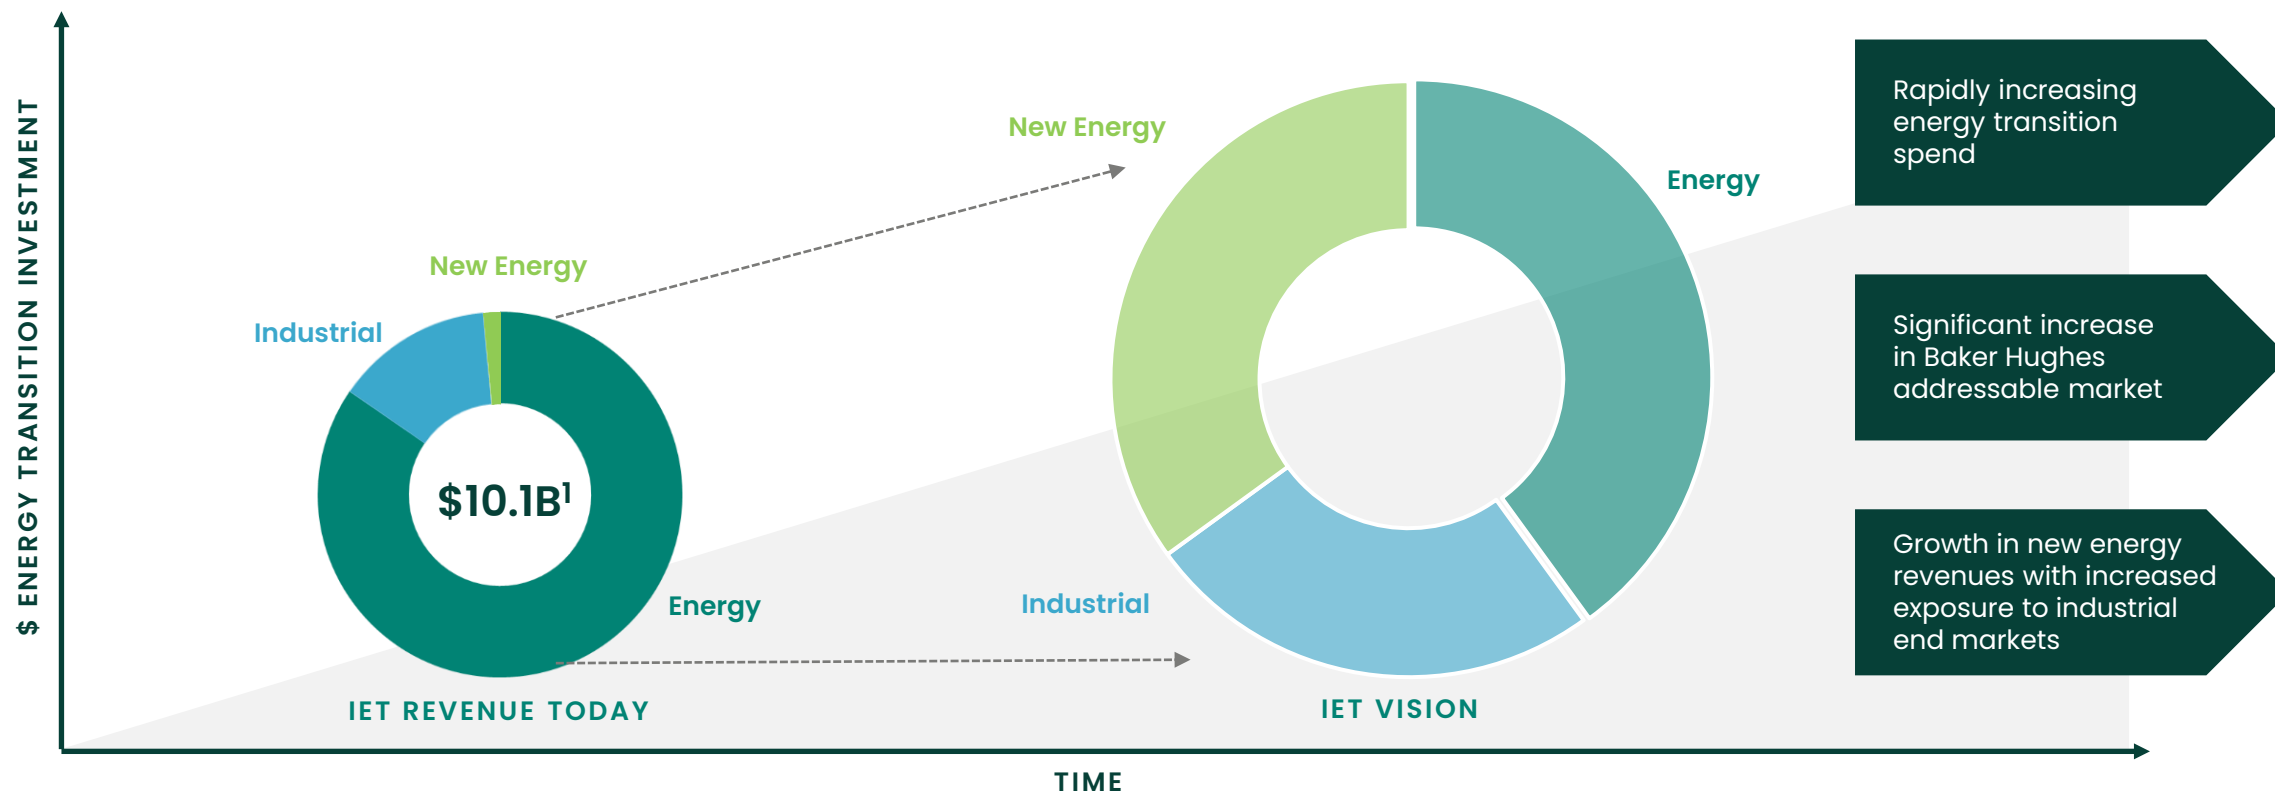 $ ENERGY TRANSITION INVESTMENT
New Energy
Industrial
$10.1B¹
Energy
IET REVENUE TODAY
New Energy
Energy
Industrial
IET VISION
TIME
Rapidly increasing
energy transition
spend
Significant increase
in Baker Hughes
addressable market
Growth in new energy
revenues with increased
exposure to industrial
end markets